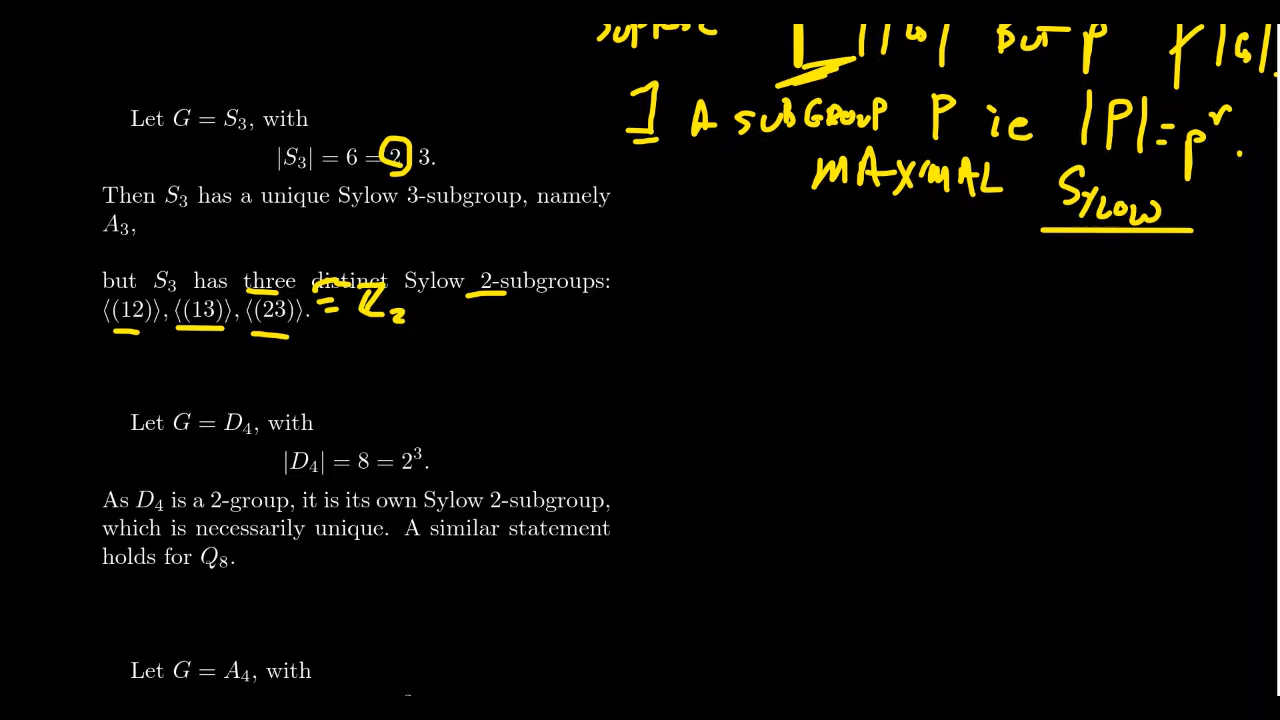 Let G = S₃, with
|S₃| = 6 = 2 · 3.
Then S₃ has a unique Sylow 3-subgroup, namely
A₃,
but S₃ has three distinct Sylow 2-subgroups:
⟨(12)⟩, ⟨(13)⟩, ⟨(23)⟩. ≅ ℤ₂
Let G = D₄, with
|D₄| = 8 = 2³.
As D₄ is a 2-group, it is its own Sylow 2-subgroup,
which is necessarily unique. A similar statement
holds for Q₈.
Let G = A₄, with
BUT p
∃ A SUBGROUP P ie |P| = pʳ.
MAXIMAL SYLOW